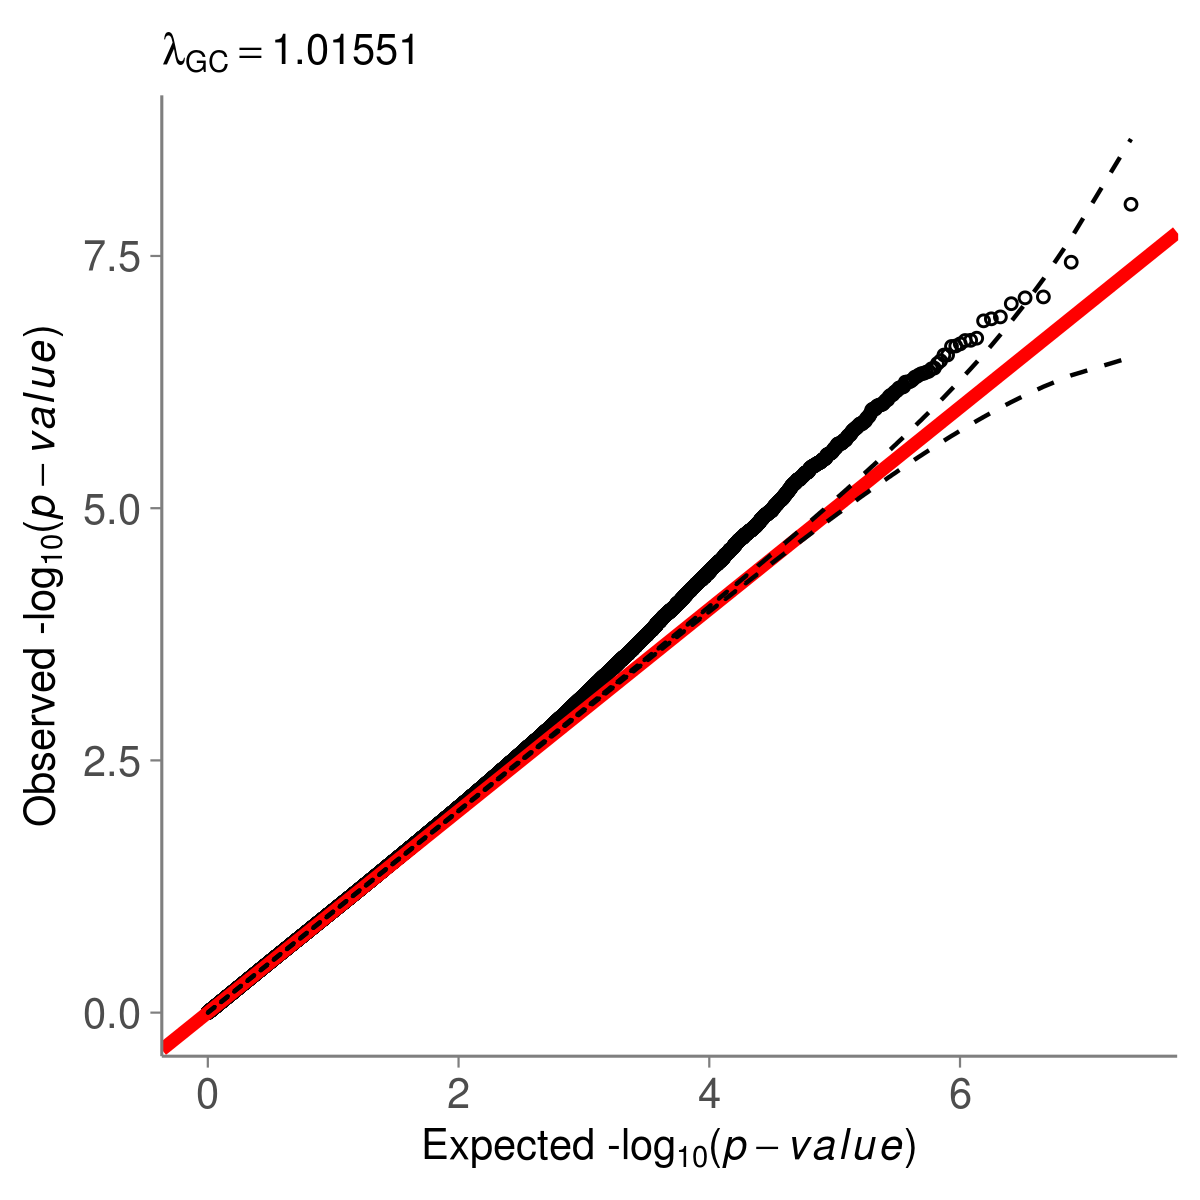 λGC = 1.01551
Observed -log10(p − value)
7.5
5.0
2.5
0.0
0 2 4 6
Expected -log10(p − value)